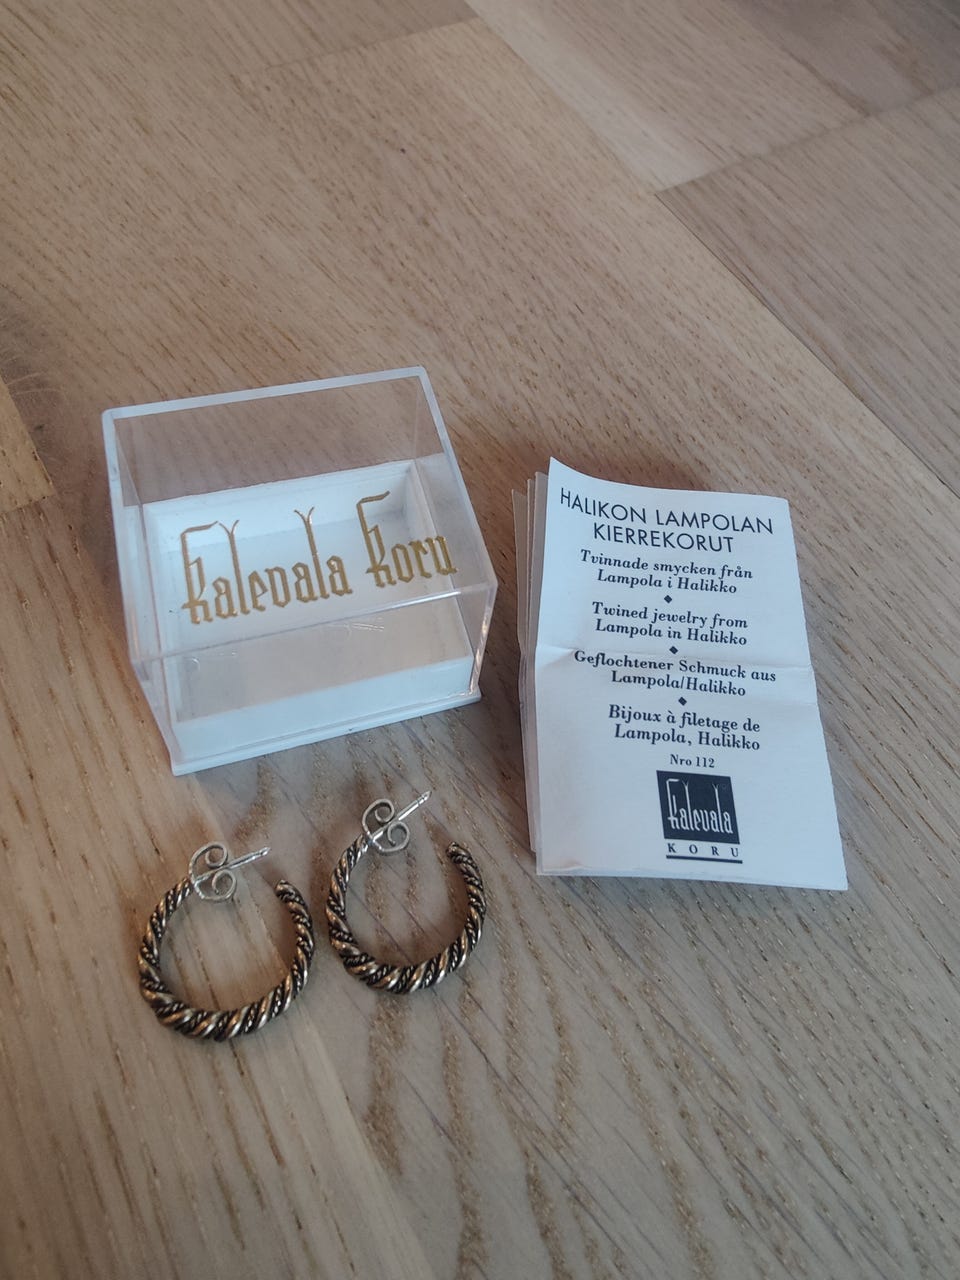 Kalevala Koru
HALIKON LAMPOLAN
KIERREKORUT
Tvinnade smycken från
Lampola i Halikko
Twined jewelry from
Lampola in Halikko
Geflochtener Schmuck aus
Lampola/Halikko
Bijoux à filetage de
Lampola, Halikko
Nro 112
Kalevala
KORU